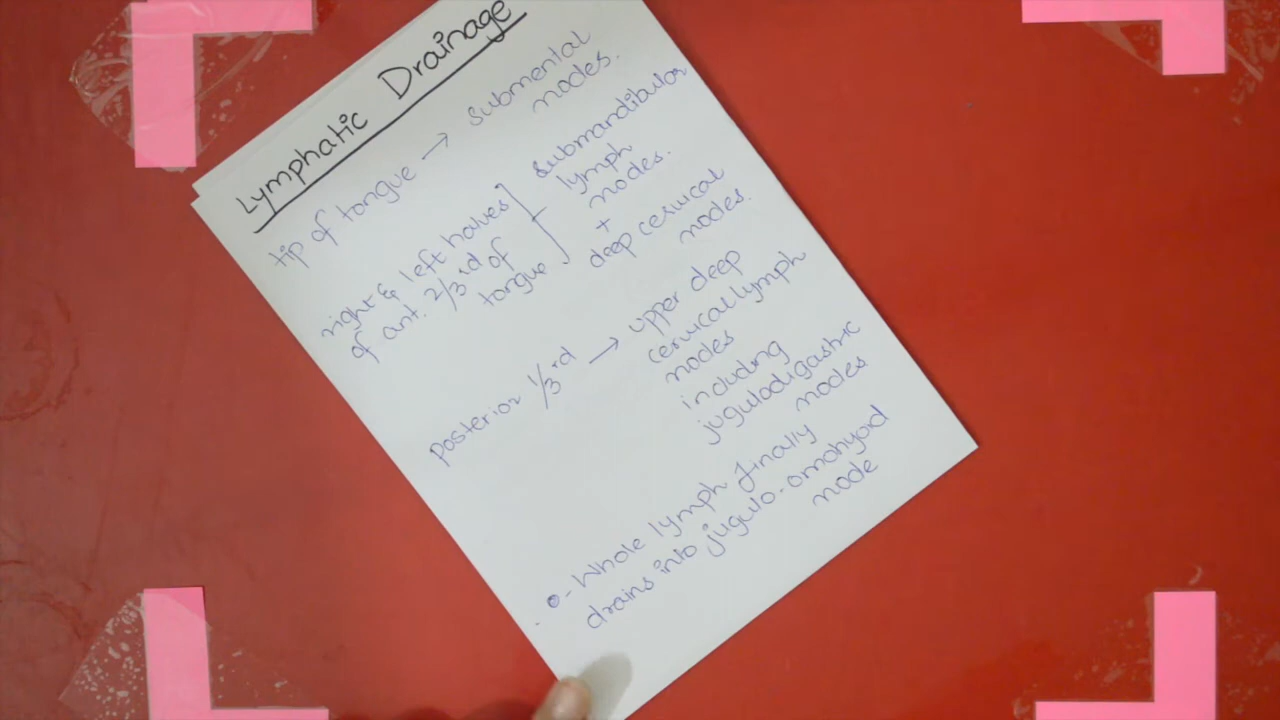 Lymphatic Drainage
tip of tongue → submental
nodes.
right & left halves
of ant. 2/3rd of
tongue
submandibular
lymph
nodes.
+
deep cervical
nodes.
posterior 1/3rd → upper deep
cervical lymph
nodes
including
jugulodigastric
nodes
- Whole lymph finally
drains into jugulo-omohyoid
node